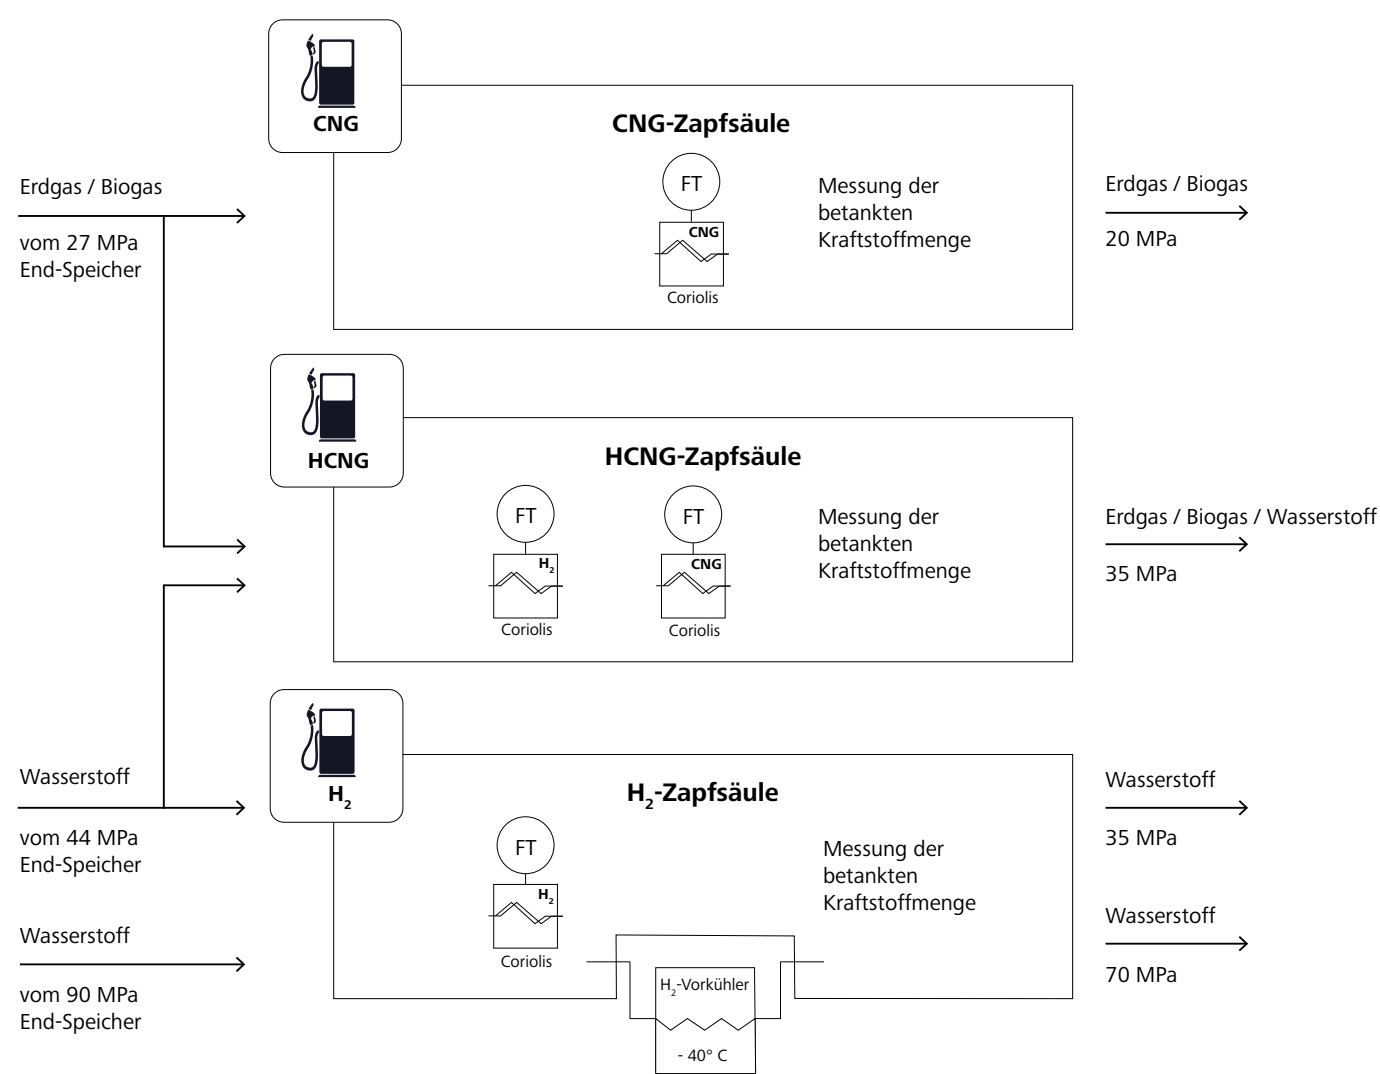 CNG
CNG-Zapfsäule
FT
CNG
Coriolis
Messung der
betankten
Kraftstoffmenge
Erdgas / Biogas
vom 27 MPa
End-Speicher
Erdgas / Biogas
20 MPa
HCNG
HCNG-Zapfsäule
FT
H₂
Coriolis
FT
CNG
Coriolis
Messung der
betankten
Kraftstoffmenge
Erdgas / Biogas / Wasserstoff
35 MPa
H₂
H₂-Zapfsäule
Wasserstoff
vom 44 MPa
End-Speicher
Wasserstoff
vom 90 MPa
End-Speicher
FT
H₂
Coriolis
Messung der
betankten
Kraftstoffmenge
H₂-Vorkühler
- 40° C
Wasserstoff
35 MPa
Wasserstoff
70 MPa